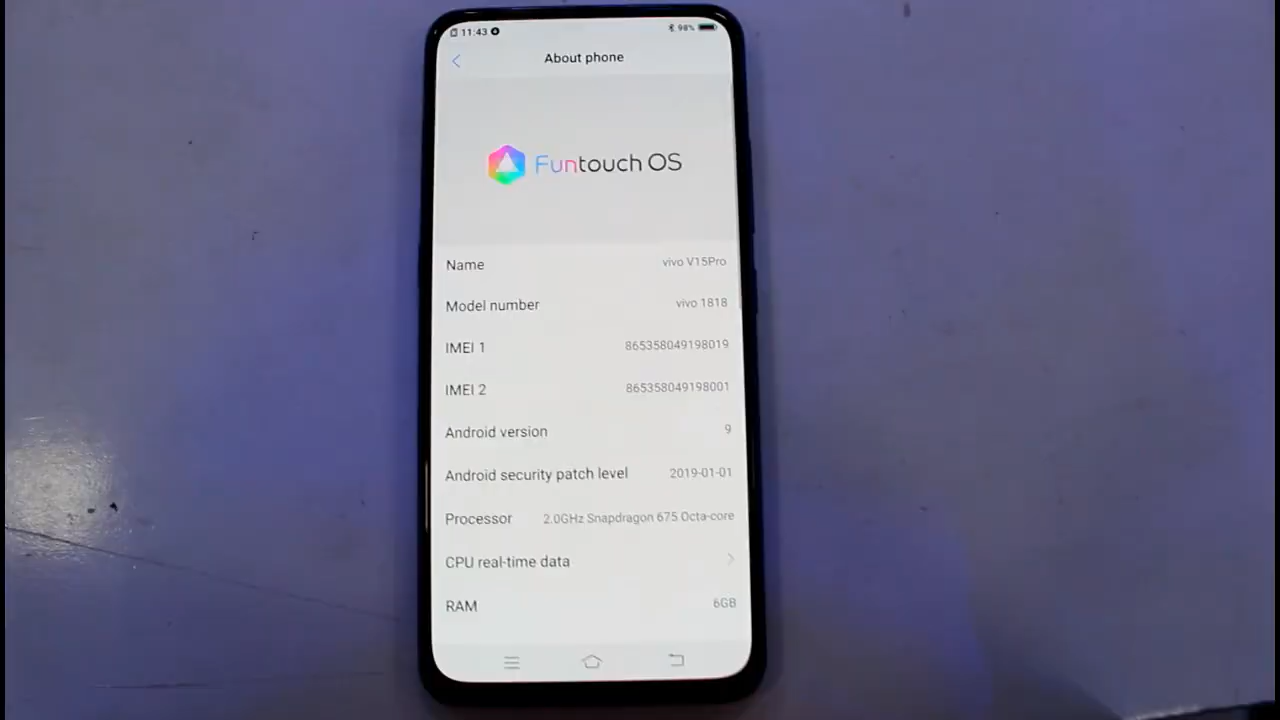 11:43 98%
About phone
Funtouch OS
Name vivo V15Pro
Model number vivo 1818
IMEI 1 865358049198019
IMEI 2 865358049198001
Android version 9
Android security patch level 2019-01-01
Processor 2.0GHz Snapdragon 675 Octa-core
CPU real-time data
RAM 6GB